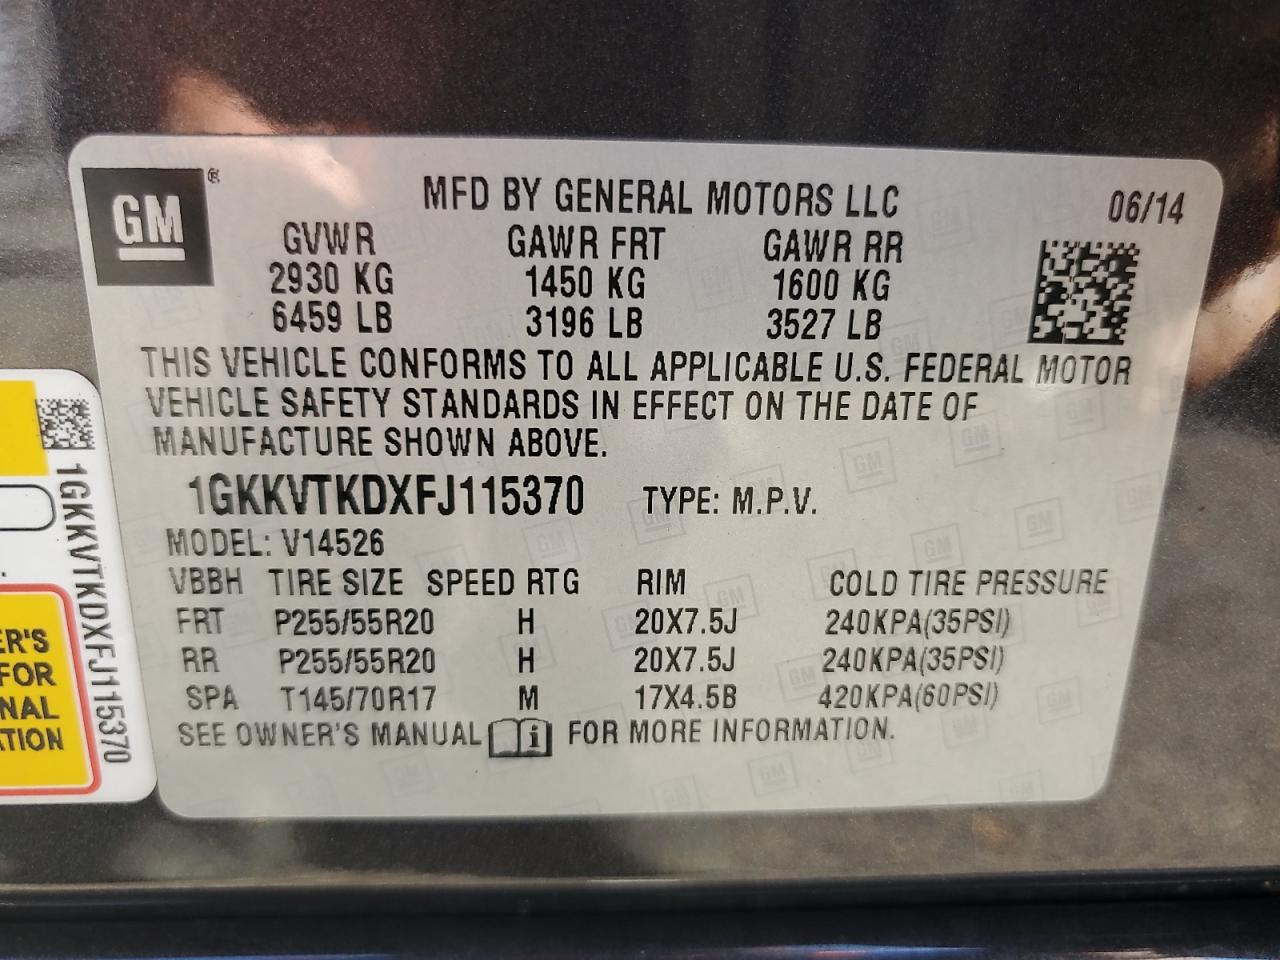 GM ®
MFD BY GENERAL MOTORS LLC 06/14
GVWR GAWR FRT GAWR RR
2930 KG 1450 KG 1600 KG
6459 LB 3196 LB 3527 LB
THIS VEHICLE CONFORMS TO ALL APPLICABLE U.S. FEDERAL MOTOR
VEHICLE SAFETY STANDARDS IN EFFECT ON THE DATE OF
MANUFACTURE SHOWN ABOVE.
1GKKVTKDXFJ115370 TYPE: M.P.V.
MODEL: V14526
VBBH TIRE SIZE SPEED RTG RIM COLD TIRE PRESSURE
FRT P255/55R20 H 20X7.5J 240KPA(35PSI)
RR P255/55R20 H 20X7.5J 240KPA(35PSI)
SPA T145/70R17 M 17X4.5B 420KPA(60PSI)
SEE OWNER'S MANUAL i FOR MORE INFORMATION.
1GKKVTKDXFJ115370
ER'S
FOR
NAL
TION